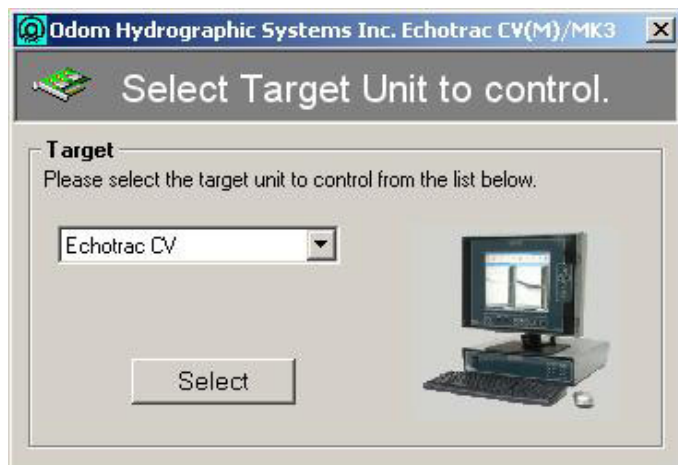 Odom Hydrographic Systems Inc. Echotrac CV(M)/MK3
Select Target Unit to control.
Target
Please select the target unit to control from the list below.
Echotrac CV
Select